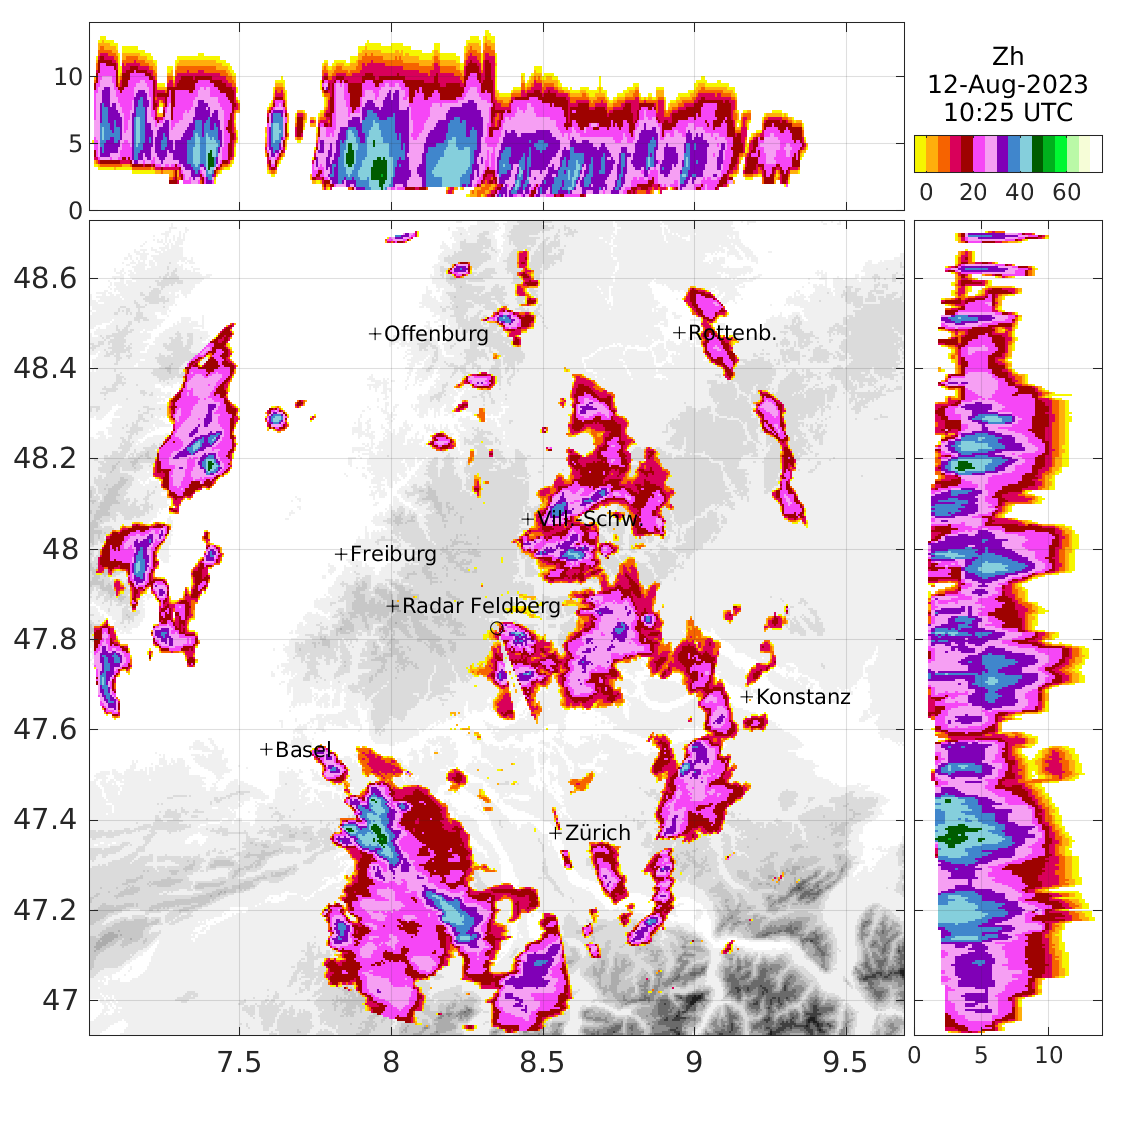 Zh
12-Aug-2023
10:25 UTC
10
5
0
0 20 40 60
48.6
48.4
48.2
48
47.8
47.6
47.4
47.2
47
+Offenburg
+Rottenb.
+Vill.-Schw.
+Freiburg
+Radar Feldberg
+Konstanz
+Basel
+Zürich
7.5 8 8.5 9 9.5
0 5 10